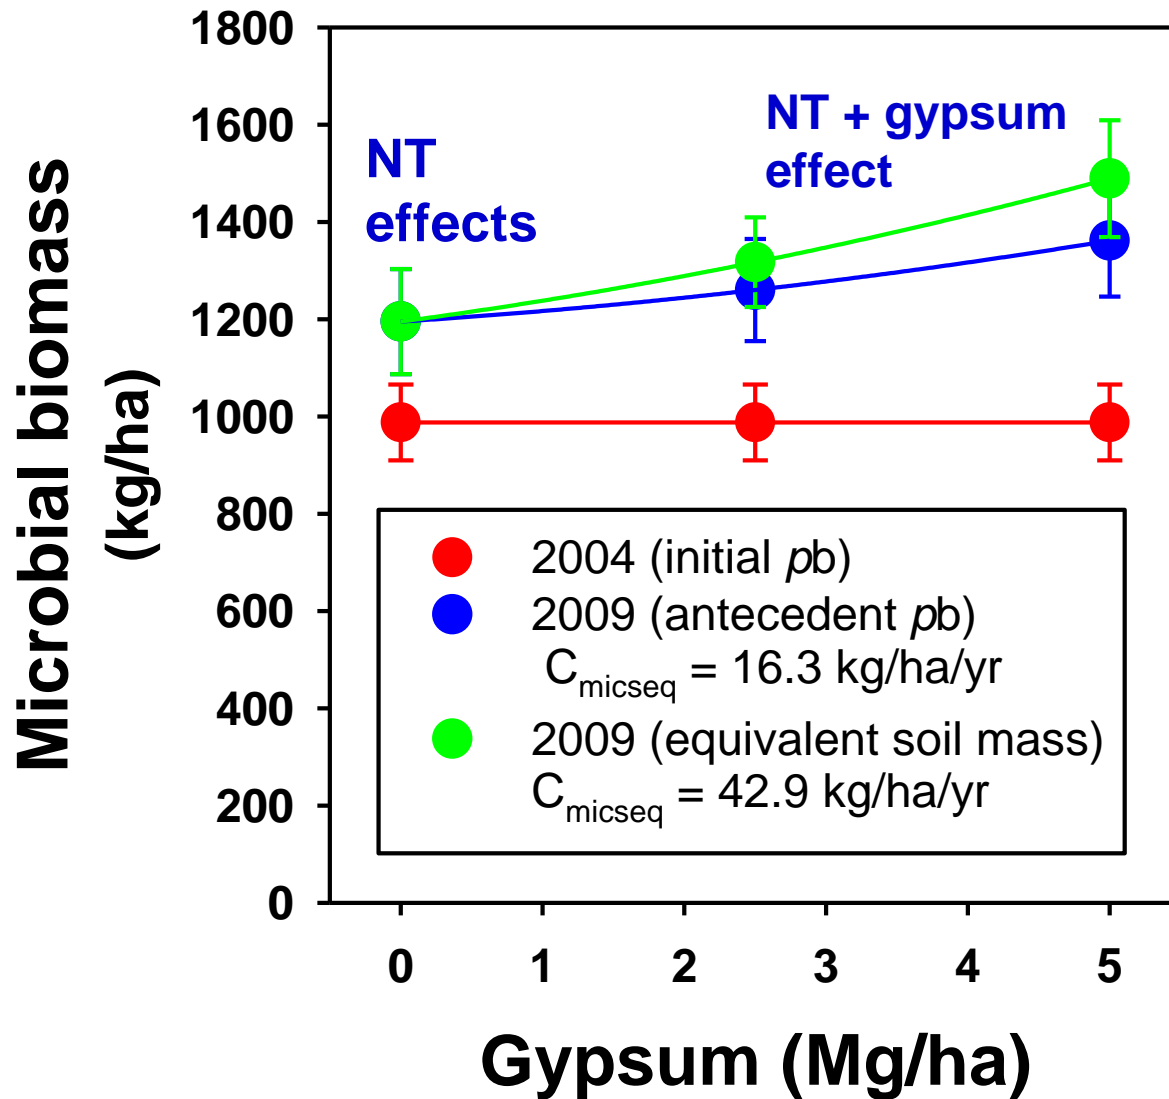 1800
1600
1400
1200
1000
800
600
400
200
0
Microbial biomass
(kg/ha)
NT
effects
NT + gypsum
effect
2004 (initial pb)
2009 (antecedent pb)
Cmicseq = 16.3 kg/ha/yr
2009 (equivalent soil mass)
Cmicseq = 42.9 kg/ha/yr
0 1 2 3 4 5
Gypsum (Mg/ha)